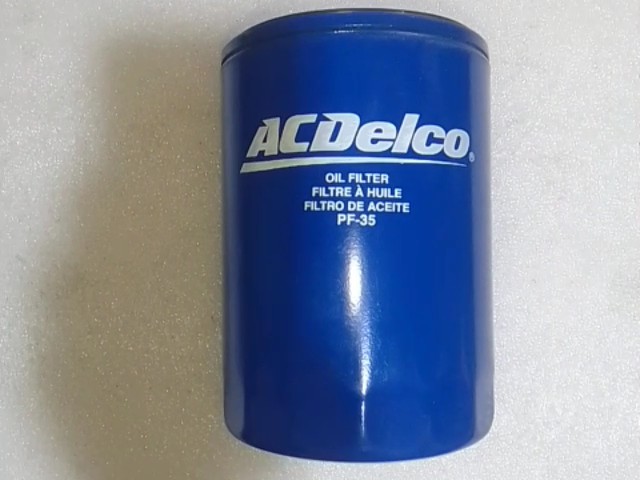 ACDelco®
OIL FILTER
FILTRE À HUILE
FILTRO DE ACEITE
PF-35